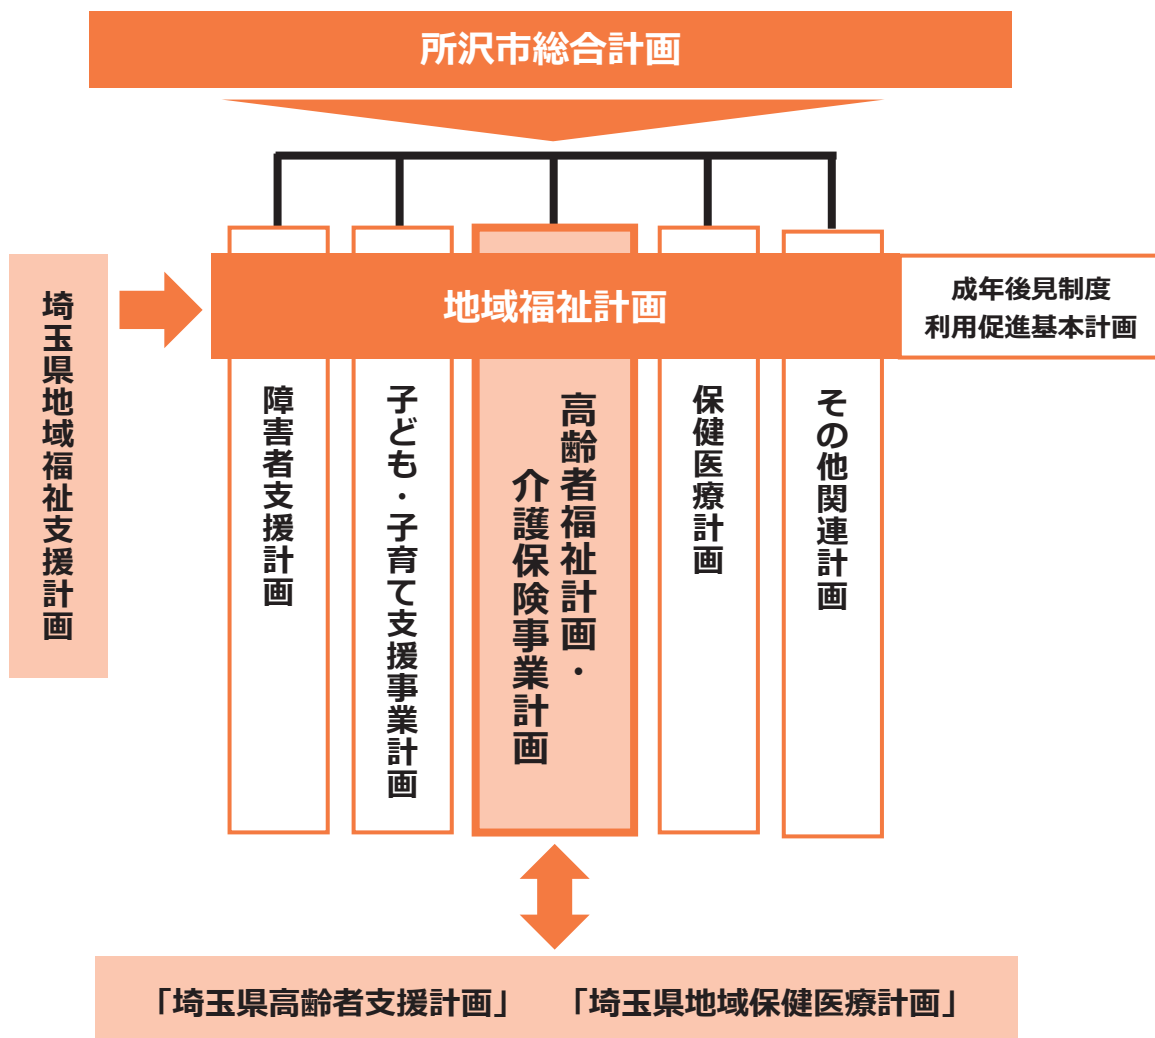 所沢市総合計画
地域福祉計画
成年後見制度
利用促進基本計画
埼玉県地域福祉支援計画
障害者支援計画
子ども・子育て支援事業計画
高齢者福祉計画・
介護保険事業計画
保健医療計画
その他関連計画
「埼玉県高齢者支援計画」 「埼玉県地域保健医療計画」